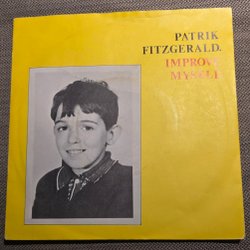 PATRIK
FITZGERALD.
IMPROVE
MYSELF